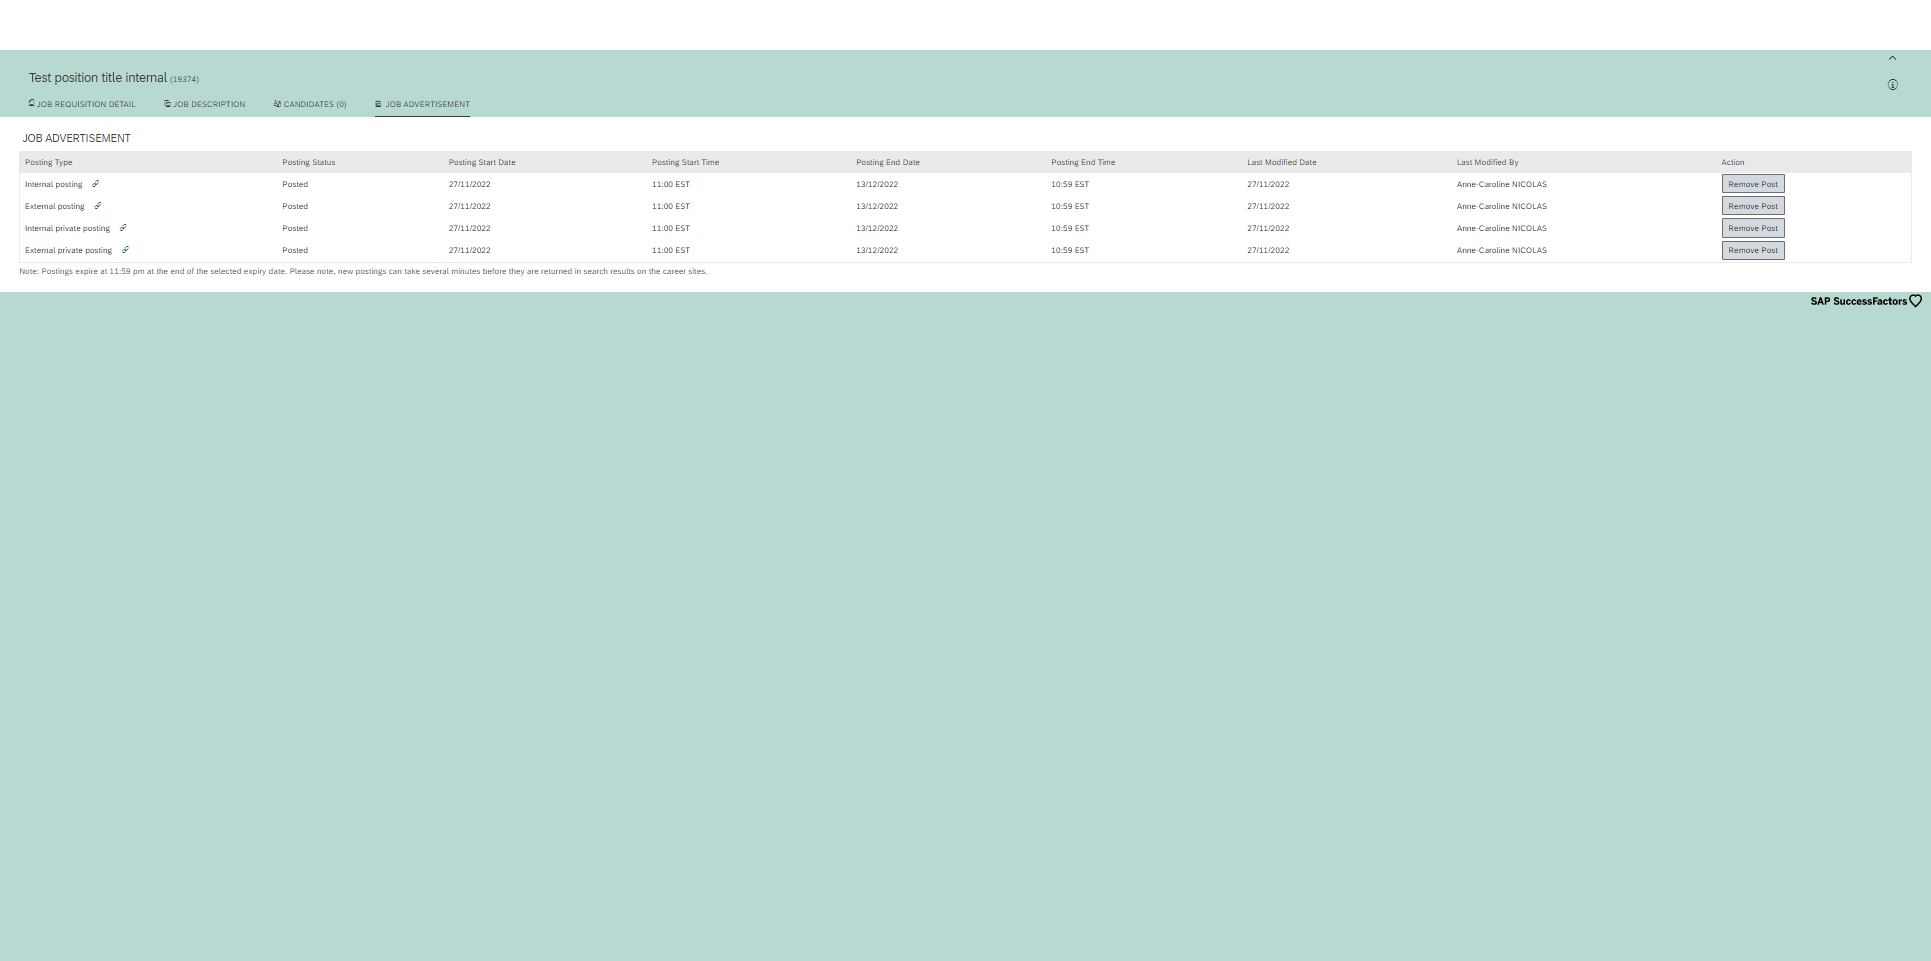 Test position title internal (19374)
JOB REQUISITION DETAIL JOB DESCRIPTION CANDIDATES (0) JOB ADVERTISEMENT
JOB ADVERTISEMENT
Posting Type Posting Status Posting Start Date Posting Start Time Posting End Date Posting End Time Last Modified Date Last Modified By Action
Internal posting Posted 27/11/2022 11:00 EST 13/12/2022 10:59 EST 27/11/2022 Anne-Caroline NICOLAS Remove Post
External posting Posted 27/11/2022 11:00 EST 13/12/2022 10:59 EST 27/11/2022 Anne-Caroline NICOLAS Remove Post
Internal private posting Posted 27/11/2022 11:00 EST 13/12/2022 10:59 EST 27/11/2022 Anne-Caroline NICOLAS Remove Post
External private posting Posted 27/11/2022 11:00 EST 13/12/2022 10:59 EST 27/11/2022 Anne-Caroline NICOLAS Remove Post
Note: Postings expire at 11:59 pm at the end of the selected expiry date. Please note, new postings can take several minutes before they are returned in search results on the career sites.
SAP SuccessFactors